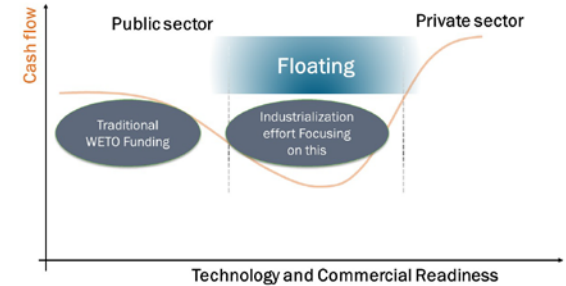 Public sector
Private sector
Cash flow
Floating
Traditional
WETO Funding
Industrialization
effort Focusing
on this
Technology and Commercial Readiness